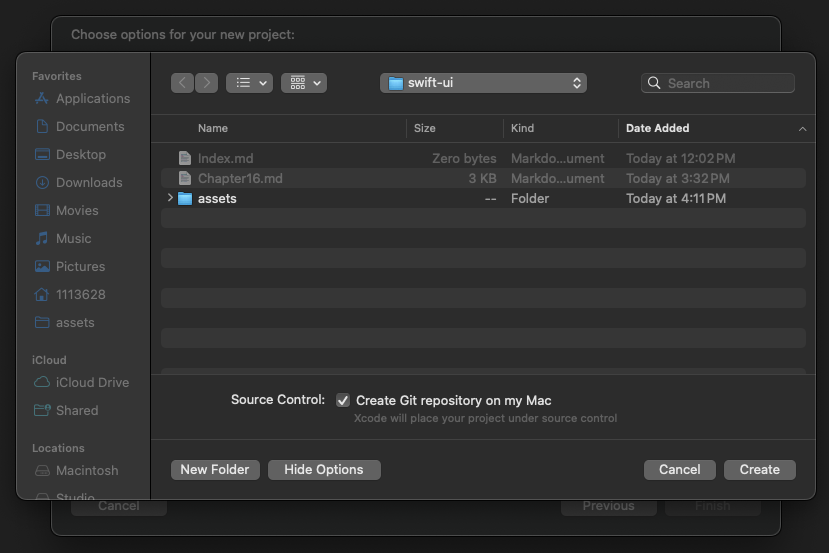 Choose options for your new project:
Favorites
Applications
Documents
Desktop
Downloads
Movies
Music
Pictures
1113628
assets
iCloud
iCloud Drive
Shared
Locations
Macintosh
Studio
swift-ui
Search
Name Size Kind Date Added
Index.md Zero bytes Markdo...ument Today at 12:02 PM
Chapter16.md 3 KB Markdo...ument Today at 3:32 PM
assets -- Folder Today at 4:11 PM
Source Control: Create Git repository on my Mac
Xcode will place your project under source control
New Folder Hide Options Cancel Create
Cancel Previous Finish